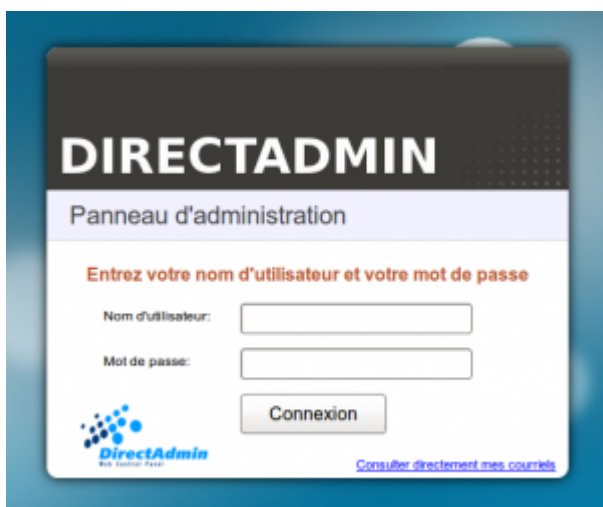 DIRECTADMIN
Panneau d'administration
Entrez votre nom d'utilisateur et votre mot de passe
Nom d'utilisateur:
Mot de passe:
Connexion
DirectAdmin
Web Control Panel
Consulter directement mes courriels